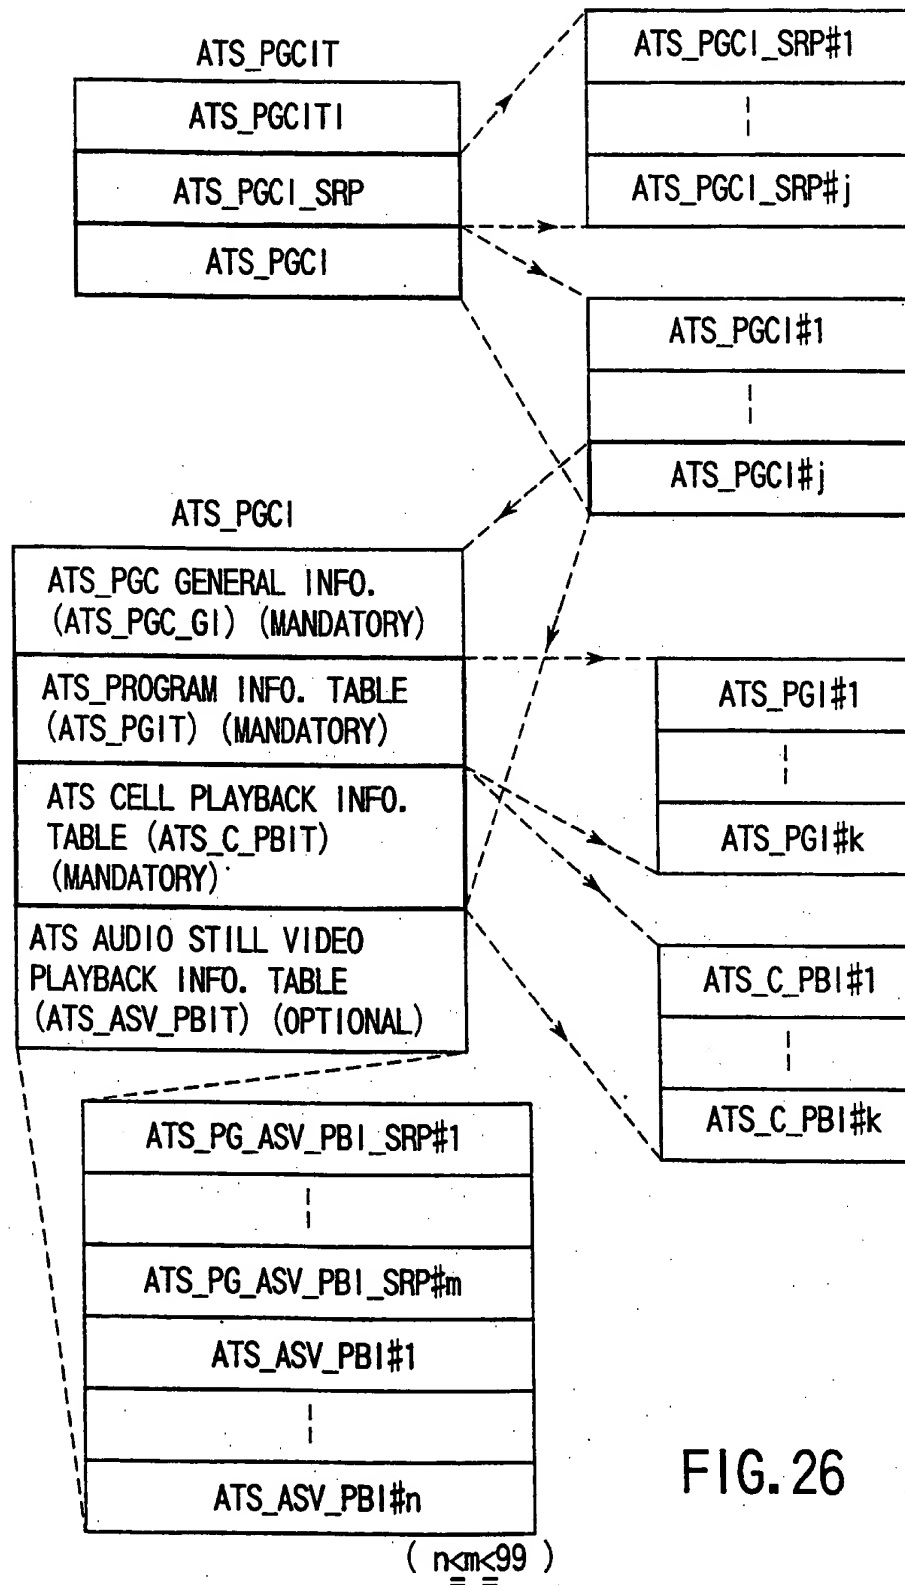 ATS_PGCIT
ATS_PGCITI
ATS_PGCI_SRP
ATS_PGCI
ATS_PGCI_SRP#1
ATS_PGCI_SRP#j
ATS_PGCI#1
ATS_PGCI#j
ATS_PGCI
ATS_PGC GENERAL INFO.
(ATS_PGC_GI) (MANDATORY)
ATS_PROGRAM INFO. TABLE
(ATS_PGIT) (MANDATORY)
ATS CELL PLAYBACK INFO.
TABLE (ATS_C_PBIT)
(MANDATORY)
ATS AUDIO STILL VIDEO
PLAYBACK INFO. TABLE
(ATS_ASV_PBIT) (OPTIONAL)
ATS_PGI#1
ATS_PGI#k
ATS_C_PBI#1
ATS_C_PBI#k
ATS_PG_ASV_PBI_SRP#1
ATS_PG_ASV_PBI_SRP#m
ATS_ASV_PBI#1
ATS_ASV_PBI#n
( n≦m≦99 )
FIG. 26